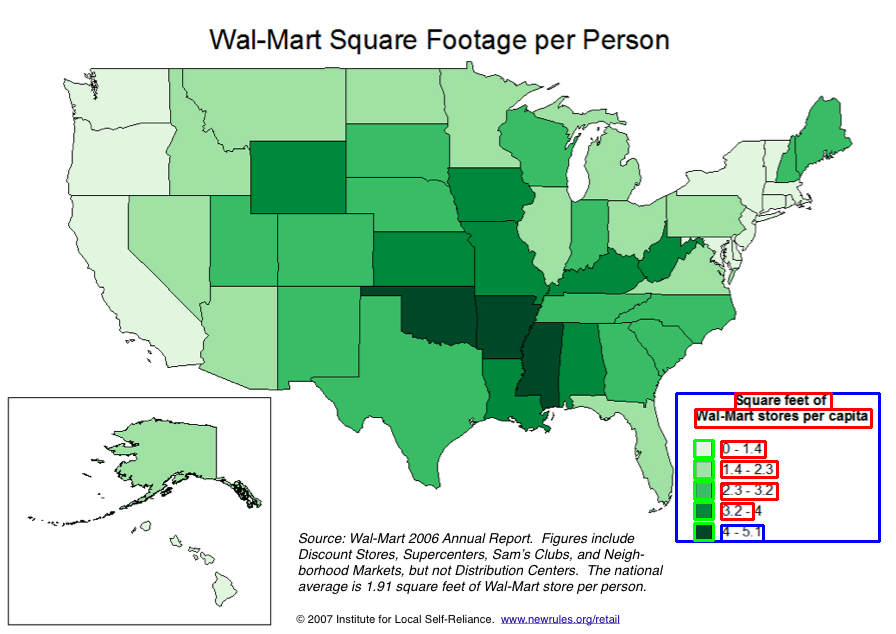 Wal-Mart Square Footage per Person
Square feet of
Wal-Mart stores per capita
0 - 1.4
1.4 - 2.3
2.3 - 3.2
3.2 - 4
4 - 5.1
Source: Wal-Mart 2006 Annual Report. Figures include
Discount Stores, Supercenters, Sam's Clubs, and Neigh-
borhood Markets, but not Distribution Centers. The national
average is 1.91 square feet of Wal-Mart store per person.
© 2007 Institute for Local Self-Reliance. www.newrules.org/retail